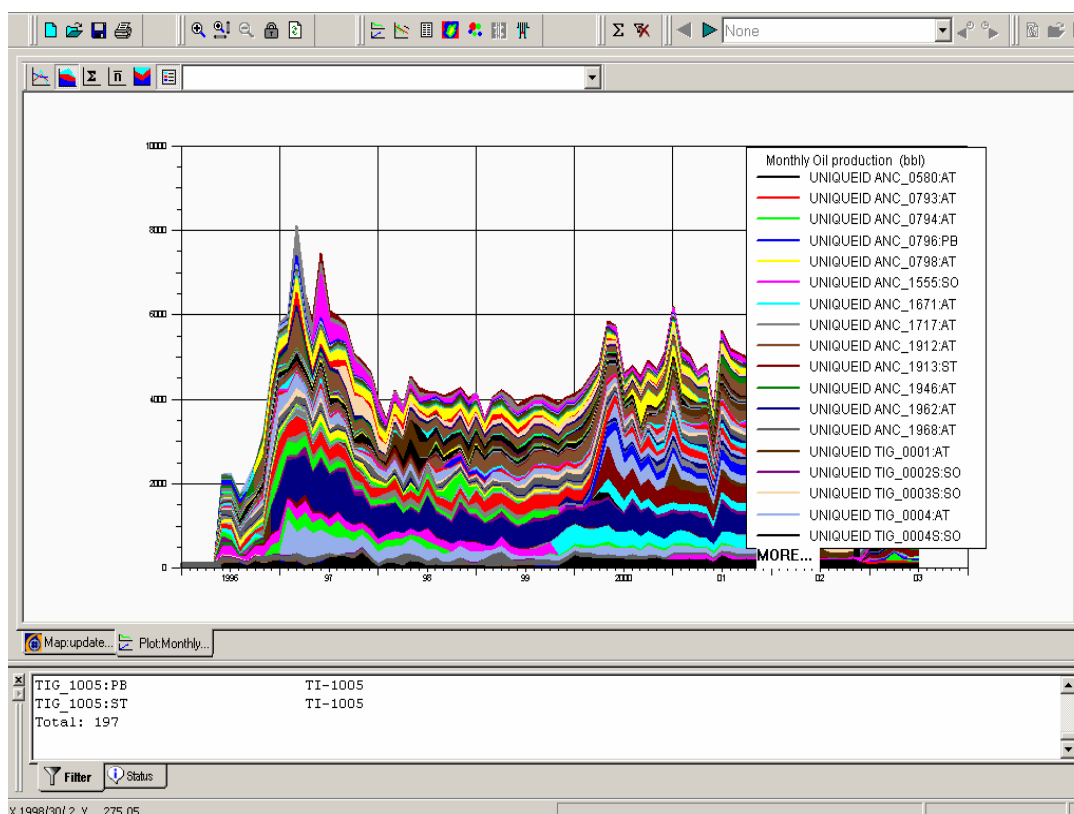 None
10000
8000
6000
4000
2000
0
1996
97
98
99
2000
01
02
03
Monthly Oil production (bbl)
UNIQUEID ANC_0580:AT
UNIQUEID ANC_0793:AT
UNIQUEID ANC_0794:AT
UNIQUEID ANC_0796:PB
UNIQUEID ANC_0798:AT
UNIQUEID ANC_1555:SO
UNIQUEID ANC_1671:AT
UNIQUEID ANC_1717:AT
UNIQUEID ANC_1912:AT
UNIQUEID ANC_1913:ST
UNIQUEID ANC_1946:AT
UNIQUEID ANC_1962:AT
UNIQUEID ANC_1968:AT
UNIQUEID TIG_0001:AT
UNIQUEID TIG_0002S:SO
UNIQUEID TIG_0003S:SO
UNIQUEID TIG_0004:AT
UNIQUEID TIG_0004S:SO
MORE...
Map:update... Plot:Monthly...
TIG_1005:PB TI-1005
TIG_1005:ST TI-1005
Total: 197
Filter Status